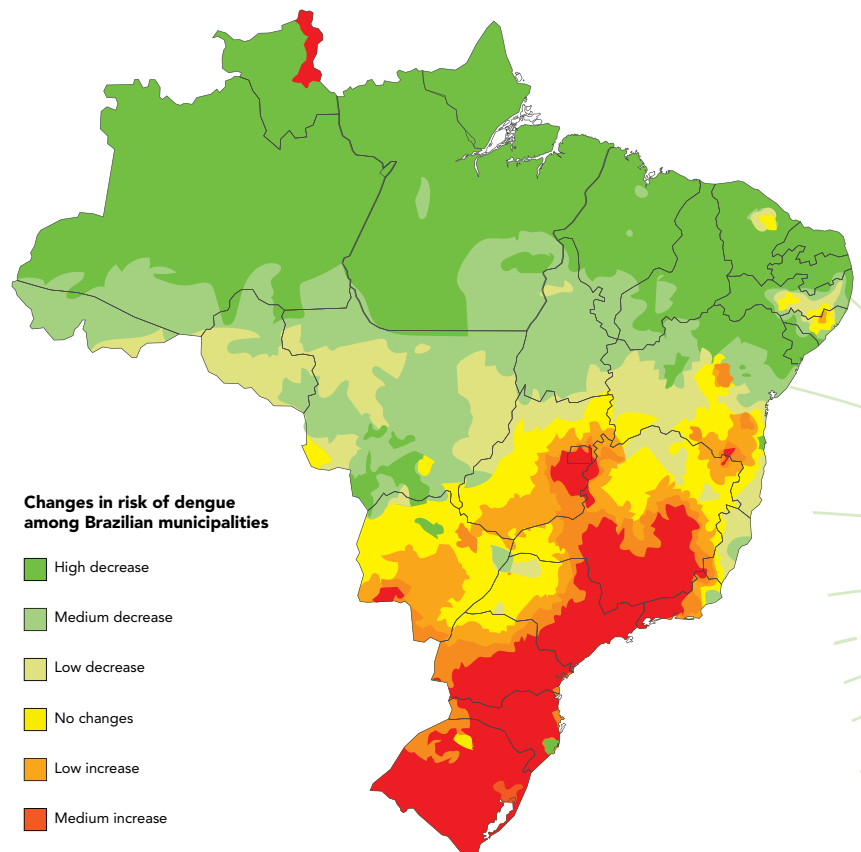 Changes in risk of dengue
among Brazilian municipalities
High decrease
Medium decrease
Low decrease
No changes
Low increase
Medium increase